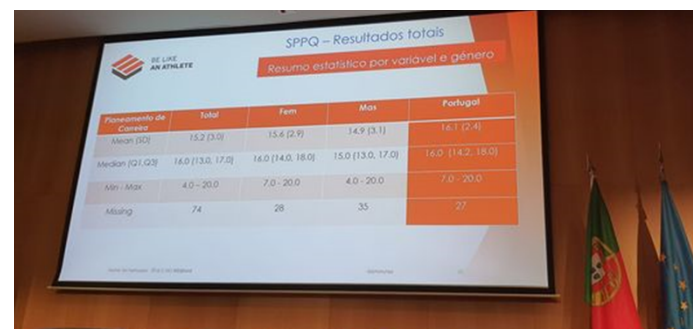 SPPQ – Resultados totais
BE LIKE
AN ATHLETE
Resumo estatístico por variável e género
Planeamento de Carreira Total Fem Mas Portugal
Mean (SD) 15.2 (3.0) 15.6 (2.9) 14.9 (3.1) 16.1 (2.4)
Median (Q1,Q3) 16.0 (13.0, 17.0) 16.0 (14.0, 18.0) 15.0 (13.0, 17.0) 16.0 (14.2, 18.0)
Min - Max 4.0 – 20.0 7.0 - 20.0 4.0 - 20.0 7.0 - 20.0
Missing 74 28 35 27